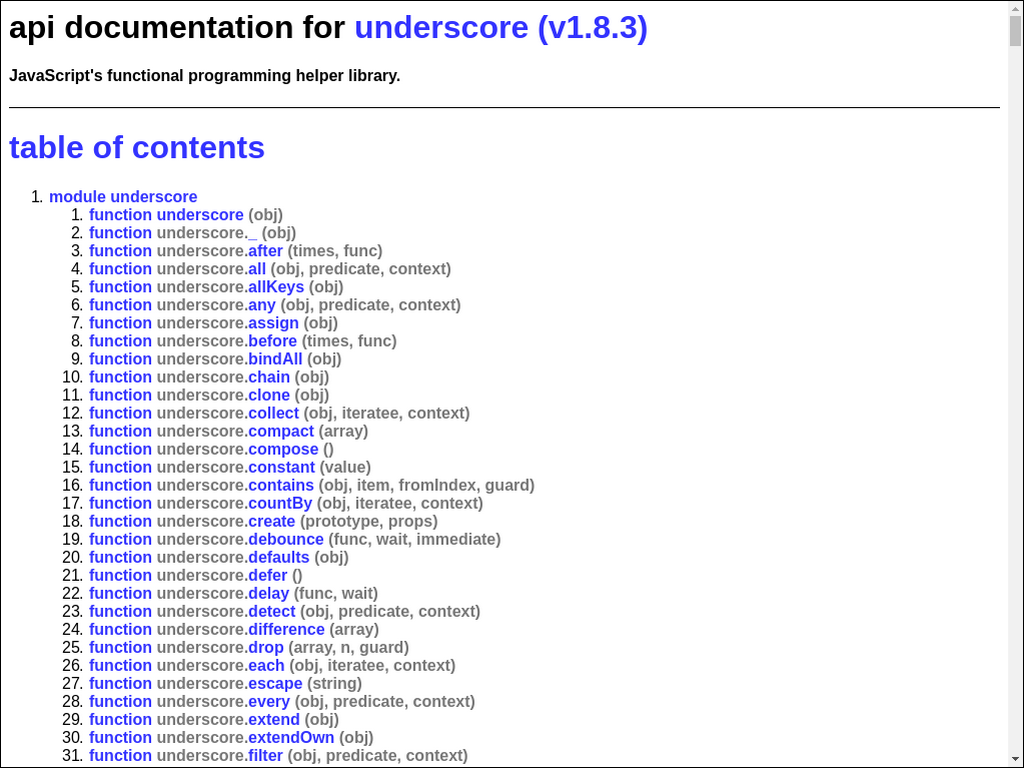 api documentation for underscore (v1.8.3)
JavaScript's functional programming helper library.
table of contents
1. module underscore
1. function underscore (obj)
2. function underscore._ (obj)
3. function underscore.after (times, func)
4. function underscore.all (obj, predicate, context)
5. function underscore.allKeys (obj)
6. function underscore.any (obj, predicate, context)
7. function underscore.assign (obj)
8. function underscore.before (times, func)
9. function underscore.bindAll (obj)
10. function underscore.chain (obj)
11. function underscore.clone (obj)
12. function underscore.collect (obj, iteratee, context)
13. function underscore.compact (array)
14. function underscore.compose ()
15. function underscore.constant (value)
16. function underscore.contains (obj, item, fromIndex, guard)
17. function underscore.countBy (obj, iteratee, context)
18. function underscore.create (prototype, props)
19. function underscore.debounce (func, wait, immediate)
20. function underscore.defaults (obj)
21. function underscore.defer ()
22. function underscore.delay (func, wait)
23. function underscore.detect (obj, predicate, context)
24. function underscore.difference (array)
25. function underscore.drop (array, n, guard)
26. function underscore.each (obj, iteratee, context)
27. function underscore.escape (string)
28. function underscore.every (obj, predicate, context)
29. function underscore.extend (obj)
30. function underscore.extendOwn (obj)
31. function underscore.filter (obj, predicate, context)